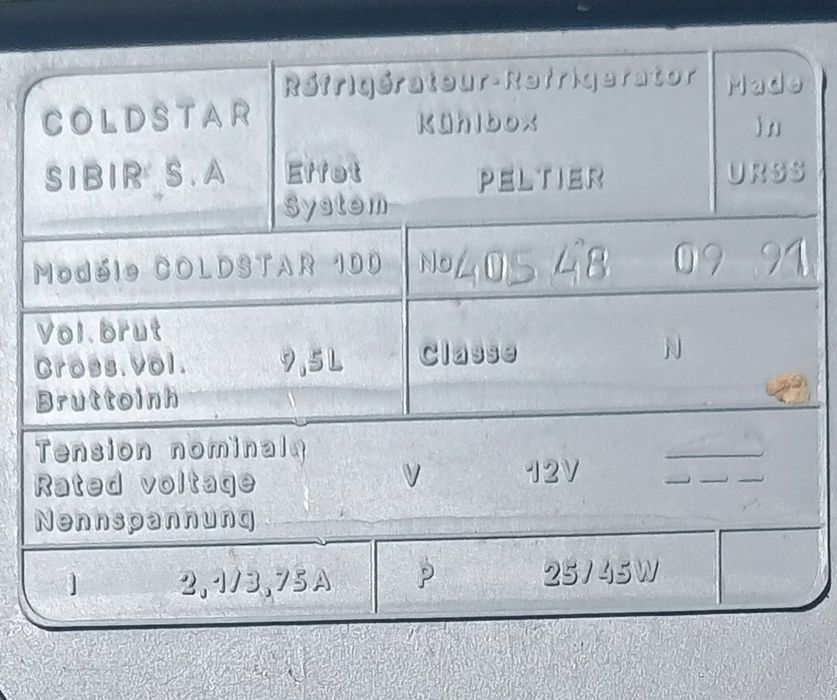 COLDSTAR
SIBIR S.A
Réfrigérateur-Refrigerator
Kühlbox
Effet
System
PELTIER
Made
in
URSS
Modéle COLDSTAR 100
No 40548 09 91
Vol.brut
Gross.vol.
Bruttoinh
9,5L
Classe N
Tension nominale
Rated voltage
Nennspannung
V 12V
I 2,1/3,75A
P 25/45W